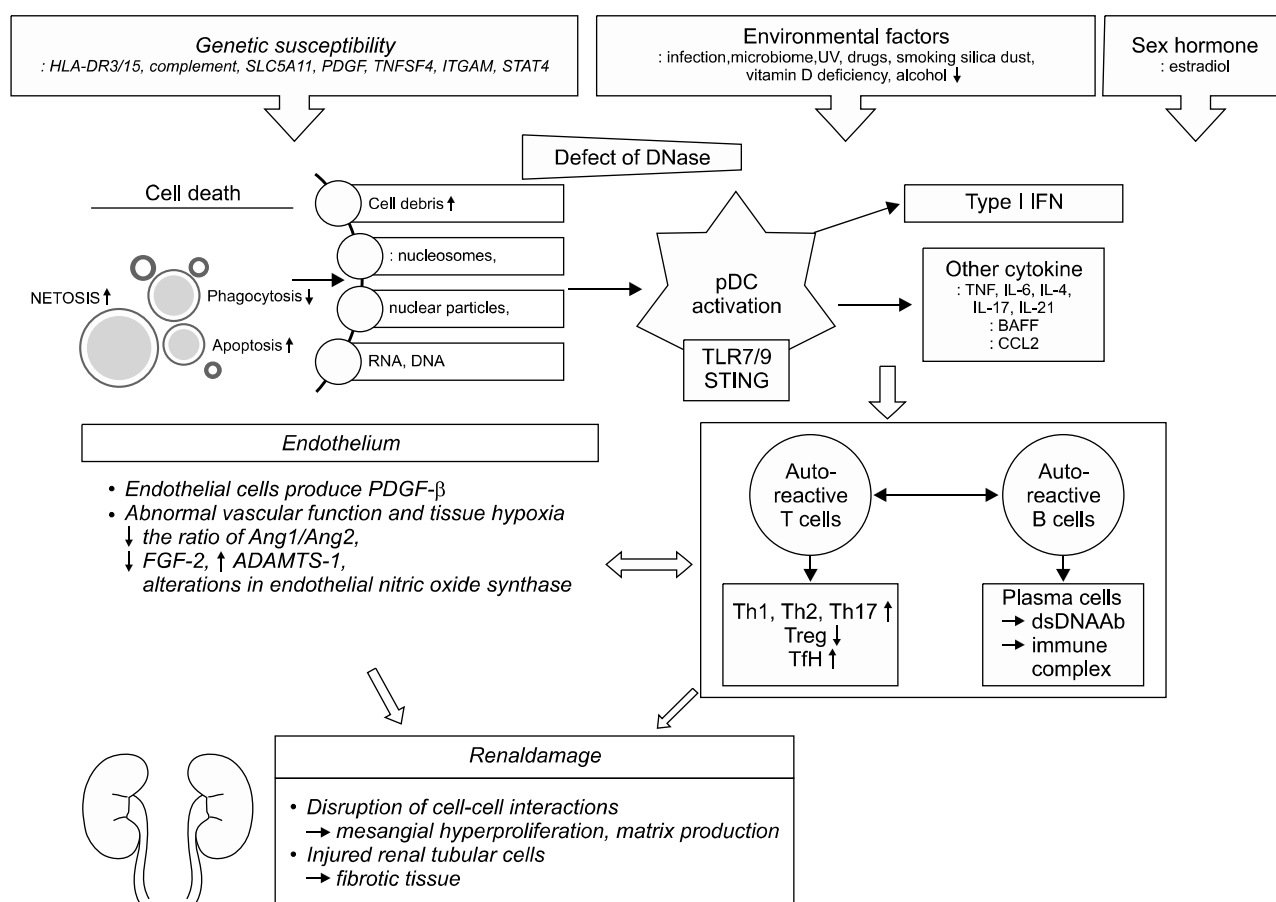 Genetic susceptibility
: HLA-DR3/15, complement, SLC5A11, PDGF, TNFSF4, ITGAM, STAT4
Environmental factors
: infection,microbiome,UV, drugs, smoking silica dust,
vitamin D deficiency, alcohol ↓
Sex hormone
: estradiol
Defect of DNase
Cell death
NETOSIS ↑
Phagocytosis ↓
Apoptosis ↑
Cell debris ↑
: nucleosomes,
nuclear particles,
RNA, DNA
pDC
activation
TLR7/9
STING
Type I IFN
Other cytokine
: TNF, IL-6, IL-4,
IL-17, IL-21
: BAFF
: CCL2
Endothelium
• Endothelial cells produce PDGF-β
• Abnormal vascular function and tissue hypoxia
↓ the ratio of Ang1/Ang2,
↓ FGF-2, ↑ ADAMTS-1,
alterations in endothelial nitric oxide synthase
Auto-
reactive
T cells
Auto-
reactive
B cells
Th1, Th2, Th17 ↑
Treg ↓
TfH ↑
Plasma cells
→ dsDNAAb
→ immune
complex
Renaldamage
• Disruption of cell-cell interactions
→ mesangial hyperproliferation, matrix production
• Injured renal tubular cells
→ fibrotic tissue